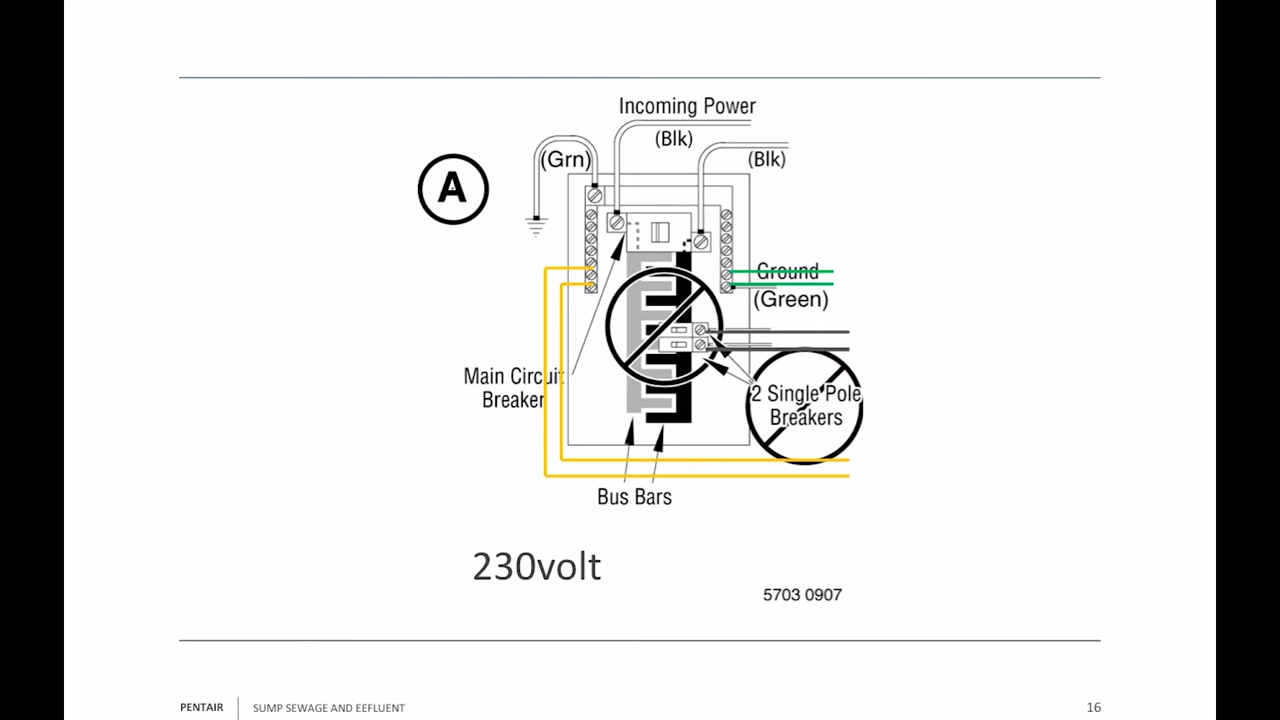 Incoming Power
(Blk)
(Grn)
(Blk)
A
Ground
(Green)
Main Circuit
Breaker
2 Single Pole
Breakers
Bus Bars
230volt
5703 0907
PENTAIR
SUMP SEWAGE AND EEFLUENT
16